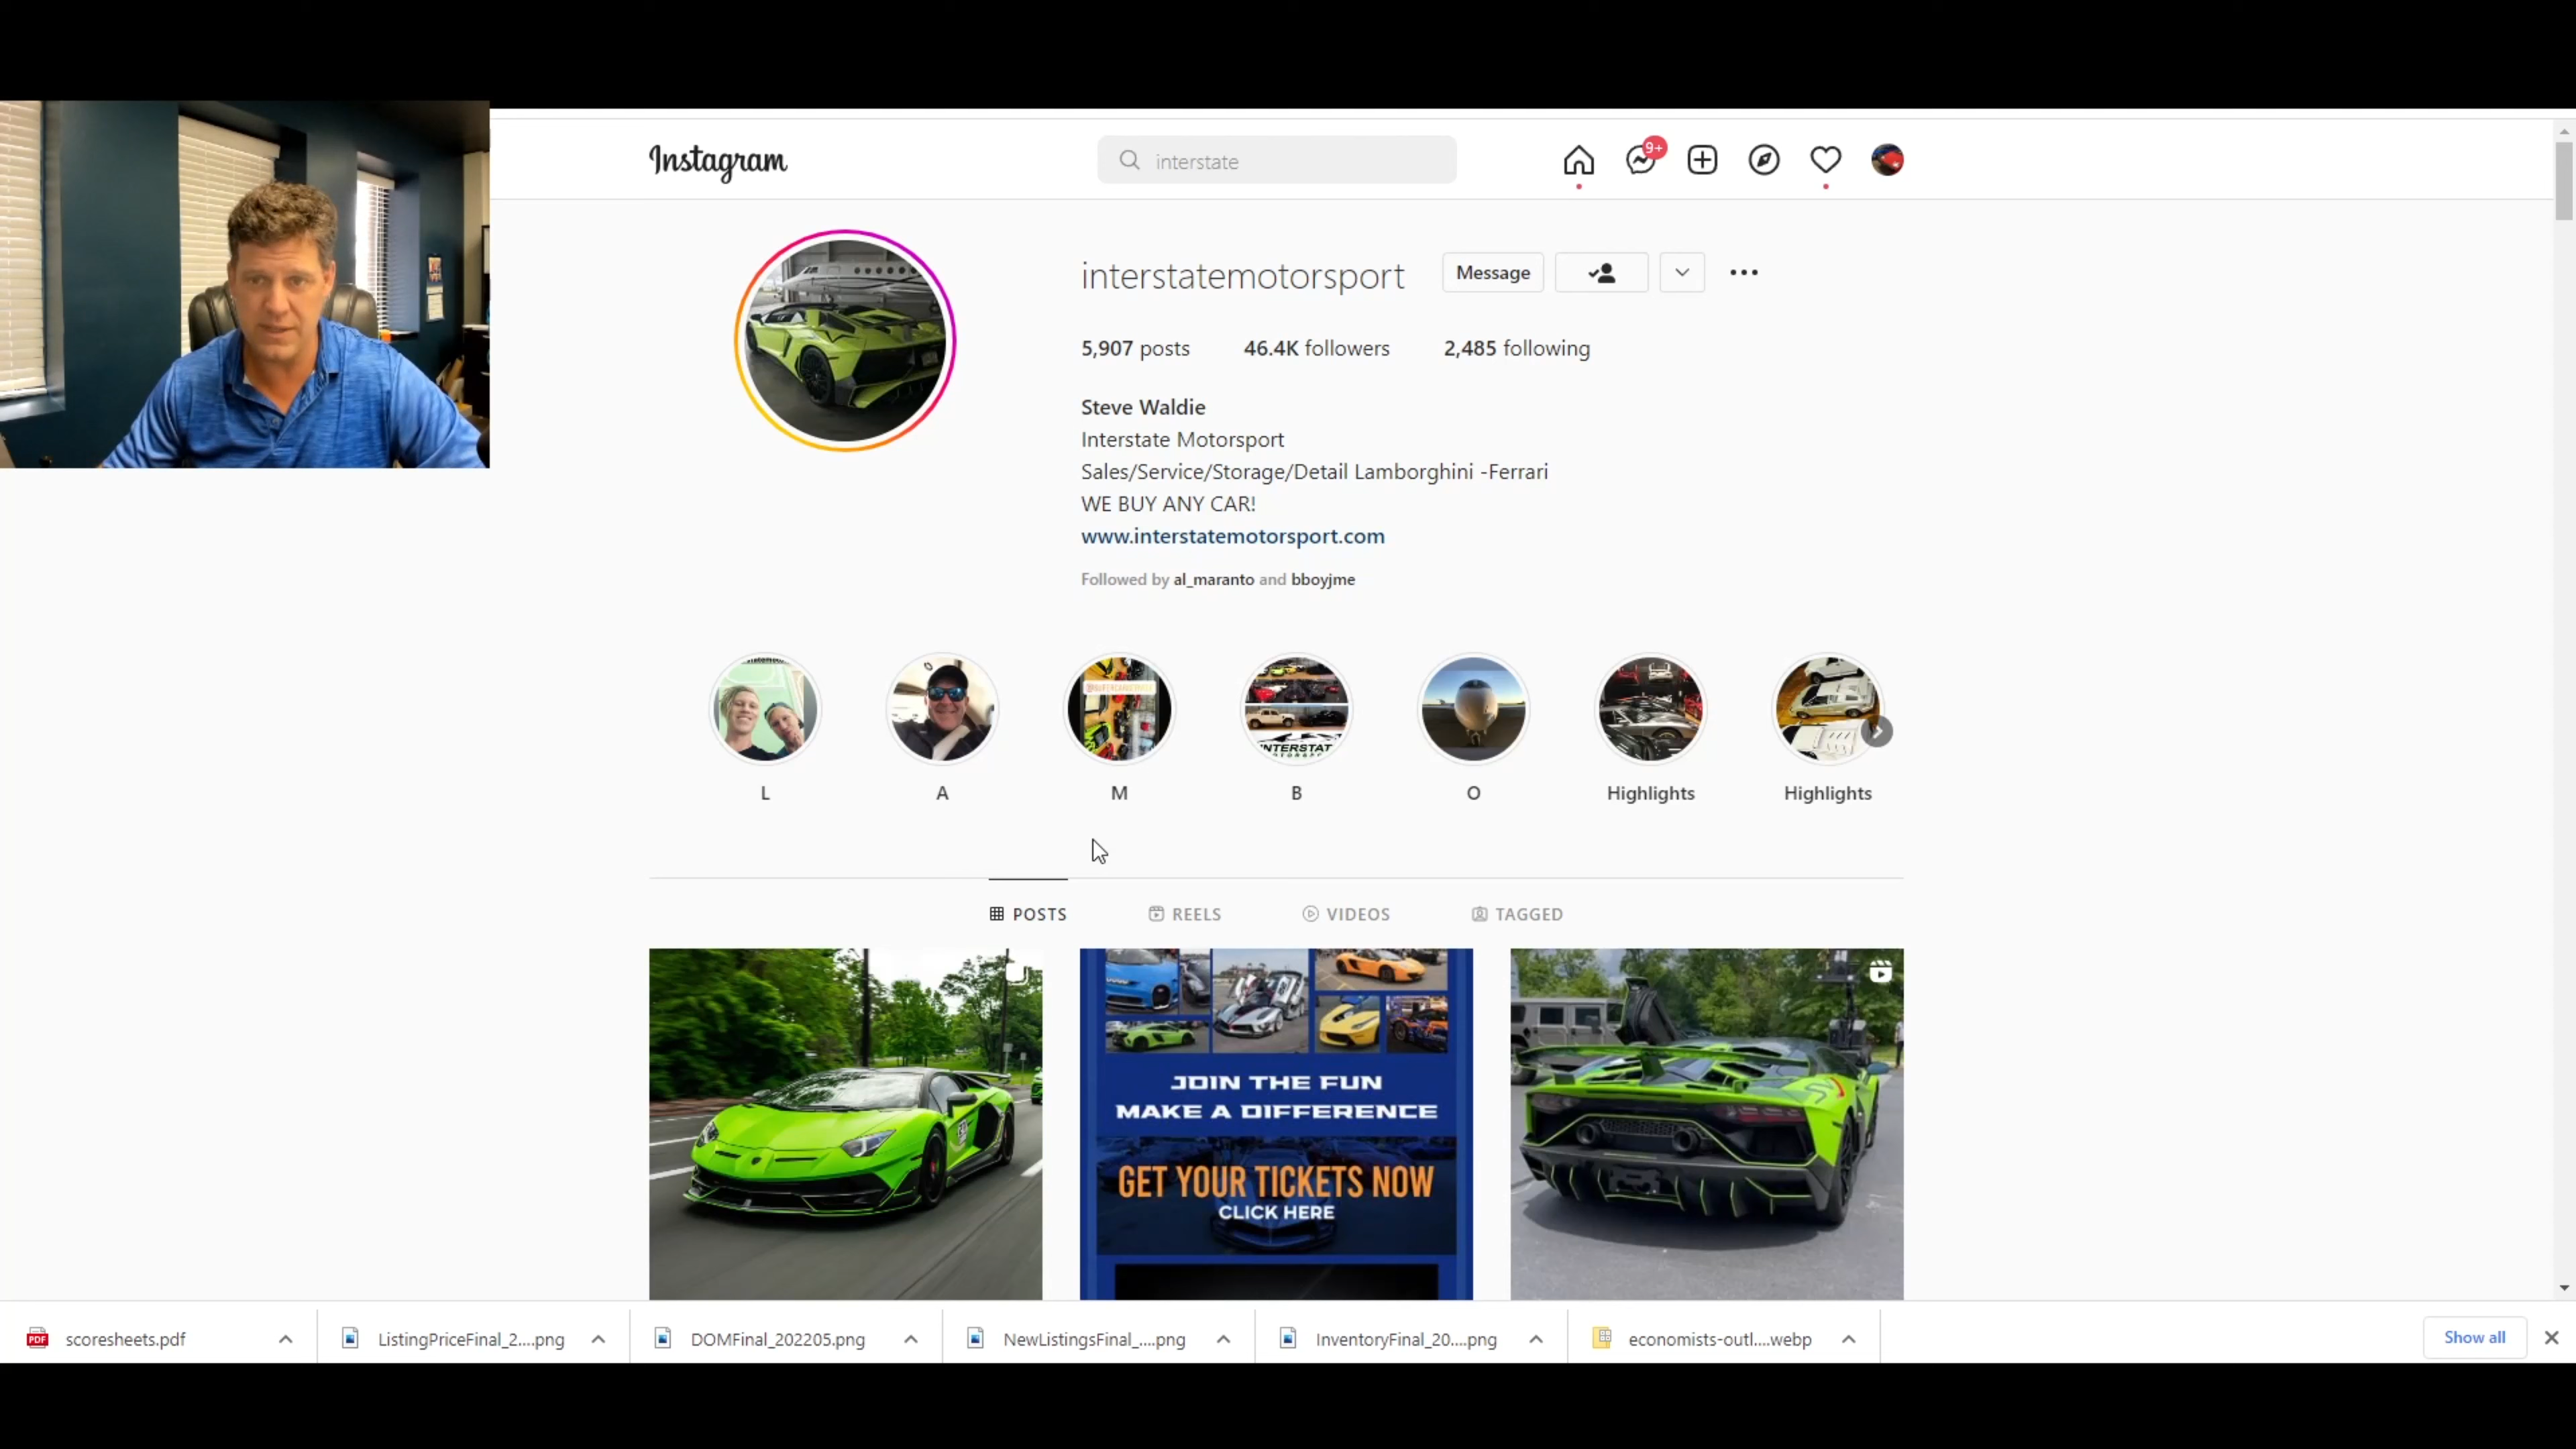 Instagram
interstate
9+
interstatemotorsport
Message
5,907 posts 46.4K followers 2,485 following
Steve Waldie
Interstate Motorsport
Sales/Service/Storage/Detail Lamborghini -Ferrari
WE BUY ANY CAR!
www.interstatemotorsport.com
Followed by al_maranto and bboyjme
INTERSTAT
L A M B O Highlights Highlights
POSTS REELS VIDEOS TAGGED
JOIN THE FUN
MAKE A DIFFERENCE
GET YOUR TICKETS NOW
CLICK HERE
PDF
scoresheets.pdf ListingPriceFinal_2....png DOMFinal_202205.png NewListingsFinal_....png InventoryFinal_20....png economists-outl....webp Show all